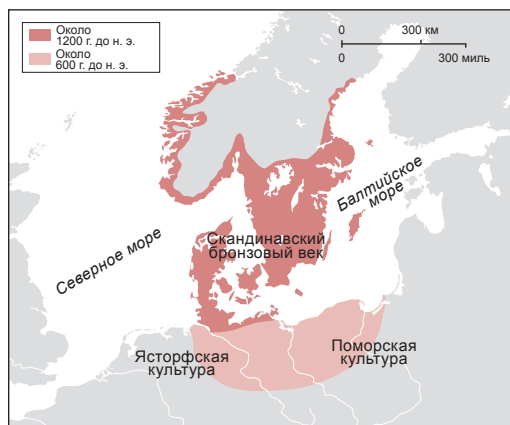 Около
1200 г. до н. э.
Около
600 г. до н. э.
0 300 км
0 300 миль
Балтийское
море
Северное море
Скандинавский
бронзовый век
Ясторфская
культура
Поморская
культура